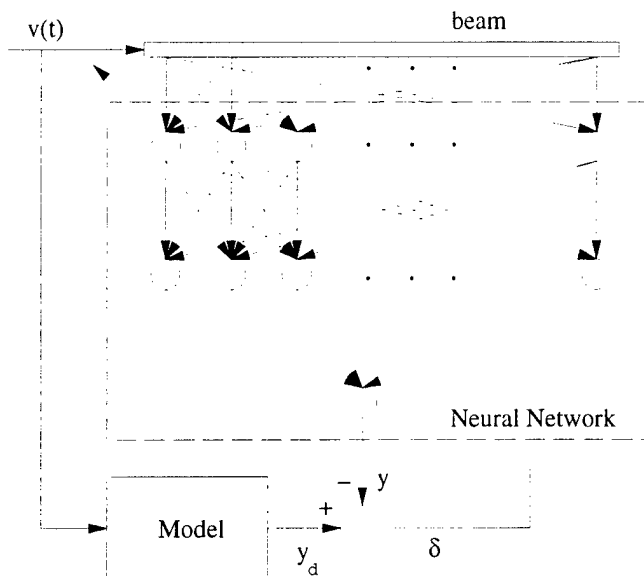 v(t)
beam
Neural Network
− y
+
Model
y_d
δ